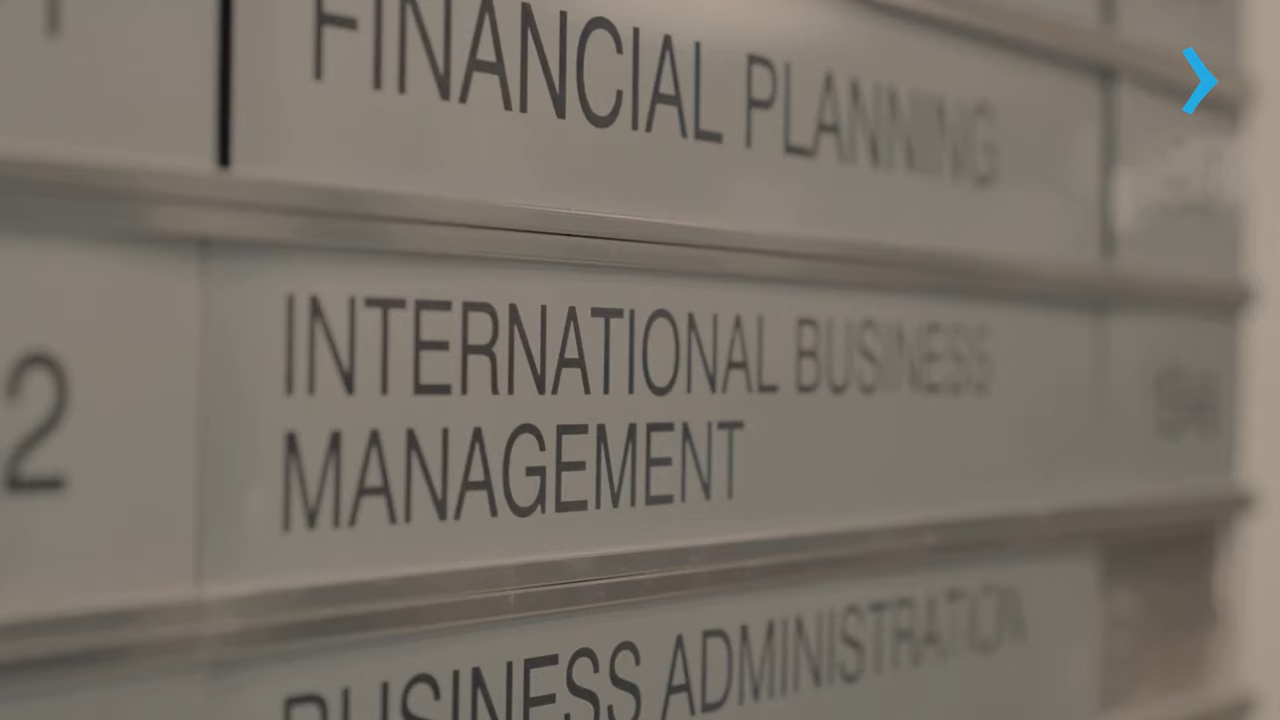 FINANCIAL PLANNING
2
INTERNATIONAL BUSINESS
MANAGEMENT
BUSINESS ADMINISTRATION